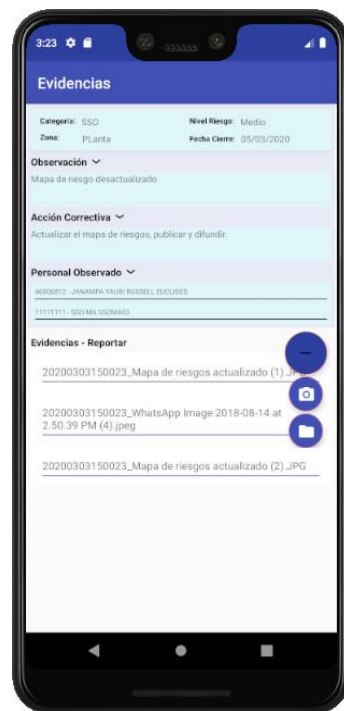 3:23
Evidencias
Categoría: SSO Nivel Riesgo: Medio
Zona: PLanta Fecha Cierre: 05/03/2020
Observación
Mapa de riesgo desactualizado
Acción Correctiva
Actualizar el mapa de riesgos, publicar y difundir.
Personal Observado
- JANAMPA YAURI RUSSELL EUCLIDES
11111111 - SSO MA SSOMA03
Evidencias - Reportar
20200303150023_Mapa de riesgos actualizado (1).JPG
20200303150023_WhatsApp Image 2018-08-14 at
2.50.39 PM (4).jpeg
20200303150023_Mapa de riesgos actualizado (2).JPG